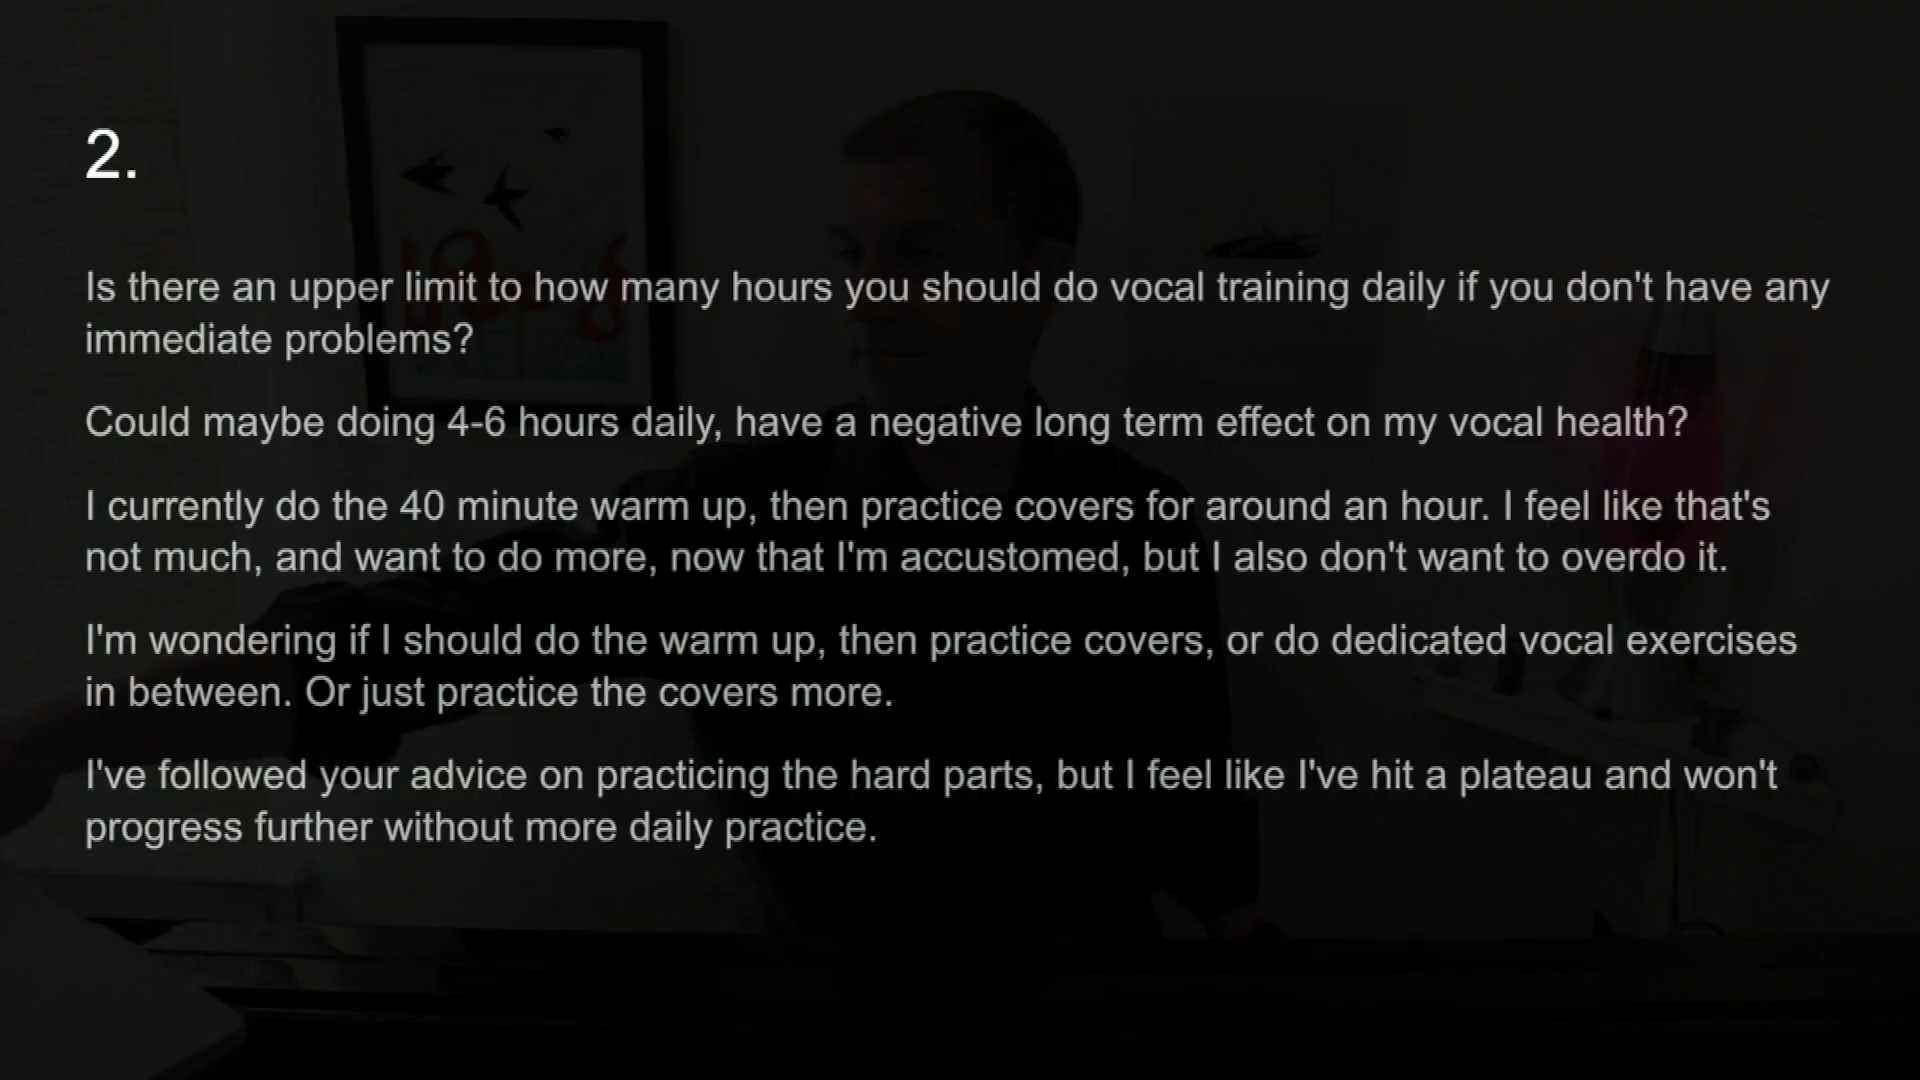 2.
Is there an upper limit to how many hours you should do vocal training daily if you don't have any
immediate problems?
Could maybe doing 4-6 hours daily, have a negative long term effect on my vocal health?
I currently do the 40 minute warm up, then practice covers for around an hour. I feel like that's
not much, and want to do more, now that I'm accustomed, but I also don't want to overdo it.
I'm wondering if I should do the warm up, then practice covers, or do dedicated vocal exercises
in between. Or just practice the covers more.
I've followed your advice on practicing the hard parts, but I feel like I've hit a plateau and won't
progress further without more daily practice.